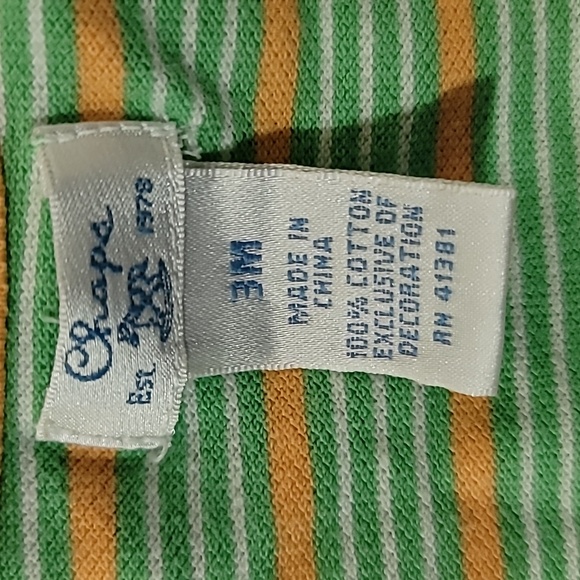 Chaps
Est. 1978
3M
MADE IN
CHINA
100% COTTON
EXCLUSIVE OF
DECORATION
RN 41381